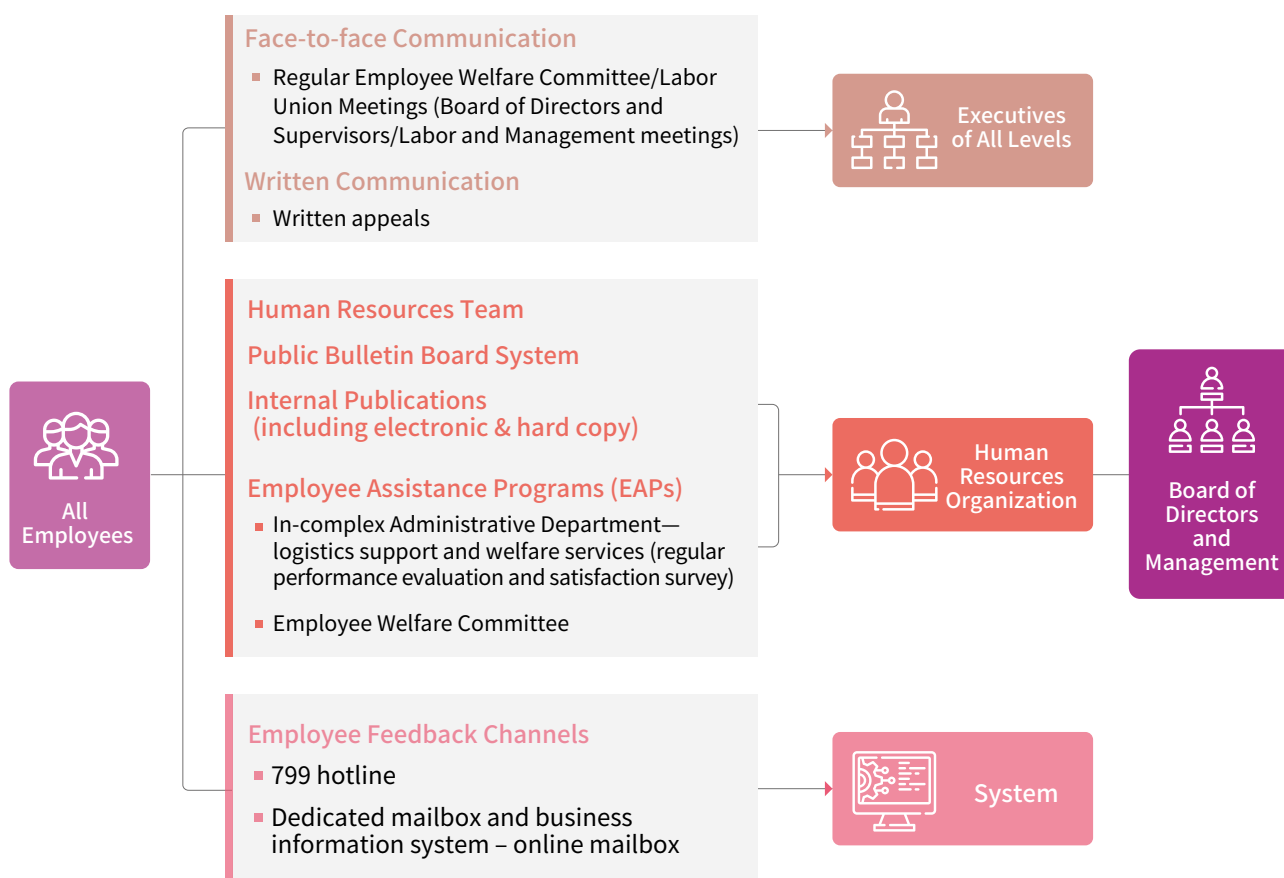 Face-to-face Communication
▪ Regular Employee Welfare Committee/Labor
Union Meetings (Board of Directors and
Supervisors/Labor and Management meetings)
Written Communication
▪ Written appeals
Executives
of All Levels
All
Employees
Human Resources Team
Public Bulletin Board System
Internal Publications
(including electronic & hard copy)
Employee Assistance Programs (EAPs)
▪ In-complex Administrative Department—
logistics support and welfare services (regular
performance evaluation and satisfaction survey)
▪ Employee Welfare Committee
Human
Resources
Organization
Board of
Directors
and
Management
Employee Feedback Channels
▪ 799 hotline
▪ Dedicated mailbox and business
information system – online mailbox
System